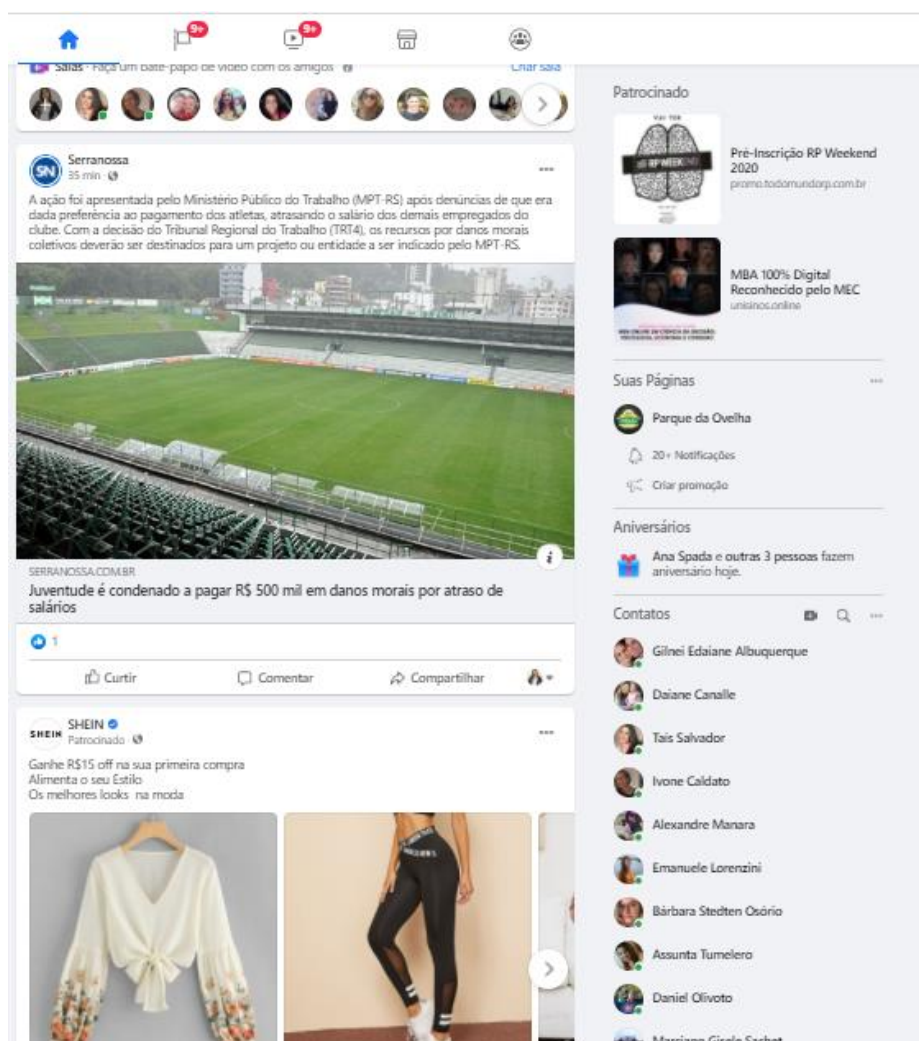 9+
9+
Salas · Faça um bate-papo de vídeo com os amigos
Criar sala
Serranossa
35 min ·
A ação foi apresentada pelo Ministério Público do Trabalho (MPT-RS) após denúncias de que era
dada preferência ao pagamento dos atletas, atrasando o salário dos demais empregados do
clube. Com a decisão do Tribunal Regional do Trabalho (TRT4), os recursos por danos morais
coletivos deverão ser destinados para um projeto ou entidade a ser indicado pelo MPT-RS.
SERRANOSSA.COM.BR
Juventude é condenado a pagar R$ 500 mil em danos morais por atraso de
salários
1
Curtir
Comentar
Compartilhar
SHEIN
SHEIN
Patrocinado ·
Ganhe R$15 off na sua primeira compra
Alimenta o seu Estilo
Os melhores looks na moda
Patrocinado
RP WEEKEND
Pré-Inscrição RP Weekend
2020
promo.todomundorp.com.br
MBA 100% Digital
Reconhecido pelo MEC
unisinos.online
Suas Páginas
Parque da Ovelha
20+ Notificações
Criar promoção
Aniversários
Ana Spada e outras 3 pessoas fazem
aniversário hoje.
Contatos
Gilnei Edaiane Albuquerque
Daiane Canalle
Tais Salvador
Ivone Caldato
Alexandre Manara
Emanuele Lorenzini
Bárbara Stedten Osório
Assunta Tumelero
Daniel Olivoto
Marciano Gisele Sachet